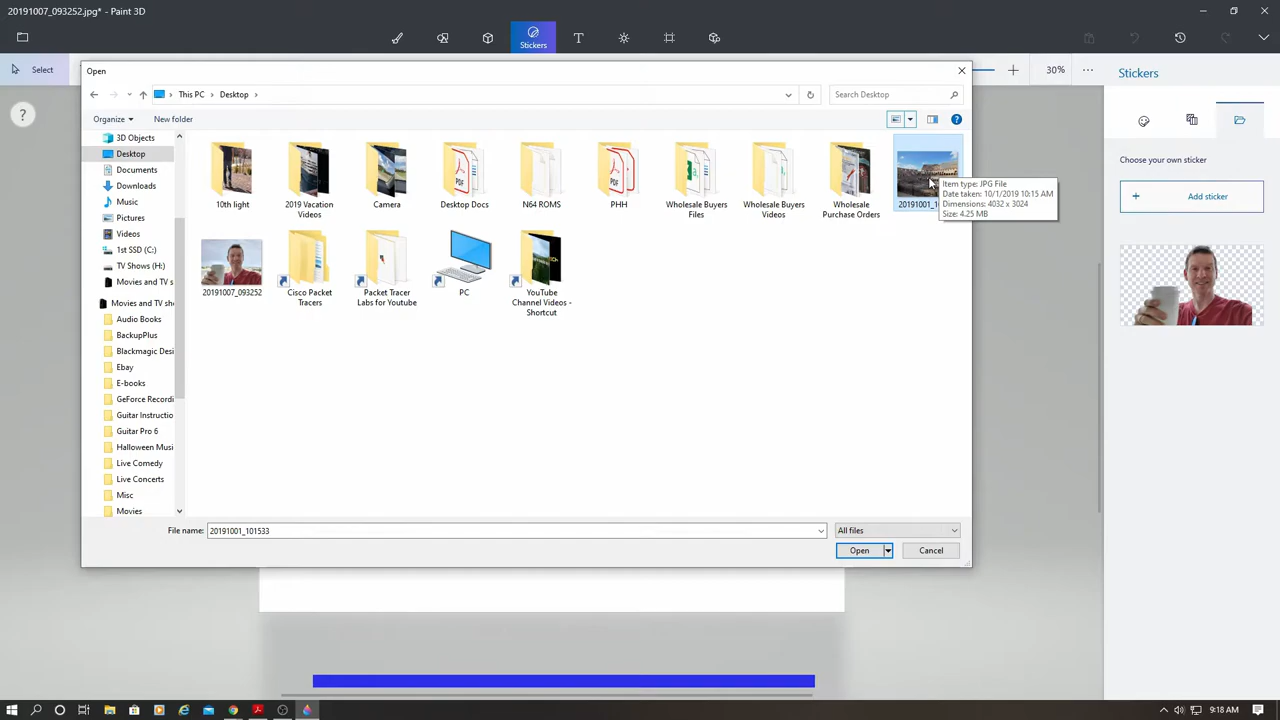 20191007_093252.jpg* - Paint 3D
Stickers
Select
30%
Open
This PC
Desktop
Search Desktop
Organize
New folder
3D Objects
Desktop
Documents
Downloads
Music
Pictures
Videos
1st SSD (C:)
TV Shows (H:)
Movies and TV s
Movies and TV sh
Audio Books
BackupPlus
Blackmagic Desi
Ebay
E-books
GeForce Recordi
Guitar Instructio
Guitar Pro 6
Halloween Musi
Live Comedy
Live Concerts
Misc
Movies
10th light
2019 Vacation
Videos
Camera
Desktop Docs
N64 ROMS
PHH
Wholesale Buyers
Files
Wholesale Buyers
Videos
Wholesale
Purchase Orders
20191001_10
Item type: JPG File
Date taken: 10/1/2019 10:15 AM
Dimensions: 4032 x 3024
Size: 4.25 MB
20191007_093252
Cisco Packet
Tracers
Packet Tracer
Labs for Youtube
PC
YouTube
Channel Videos -
Shortcut
File name:
20191001_101533
All files
Open
Cancel
Stickers
Choose your own sticker
Add sticker
9:18 AM